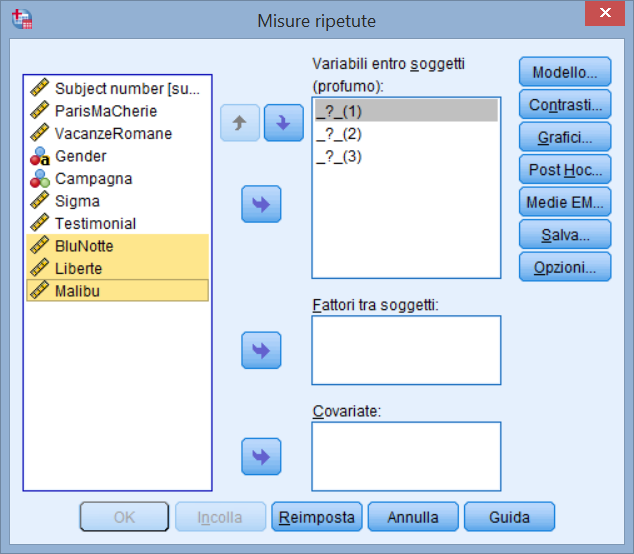 Misure ripetute
Subject number [su...
ParisMaCherie
VacanzeRomane
Gender
Campagna
Sigma
Testimonial
BluNotte
Liberte
Malibu
Variabili entro soggetti
(profumo):
_?_(1)
_?_(2)
_?_(3)
Fattori tra soggetti:
Covariate:
Modello...
Contrasti...
Grafici...
Post Hoc...
Medie EM...
Salva...
Opzioni...
OK
Incolla
Reimposta
Annulla
Guida